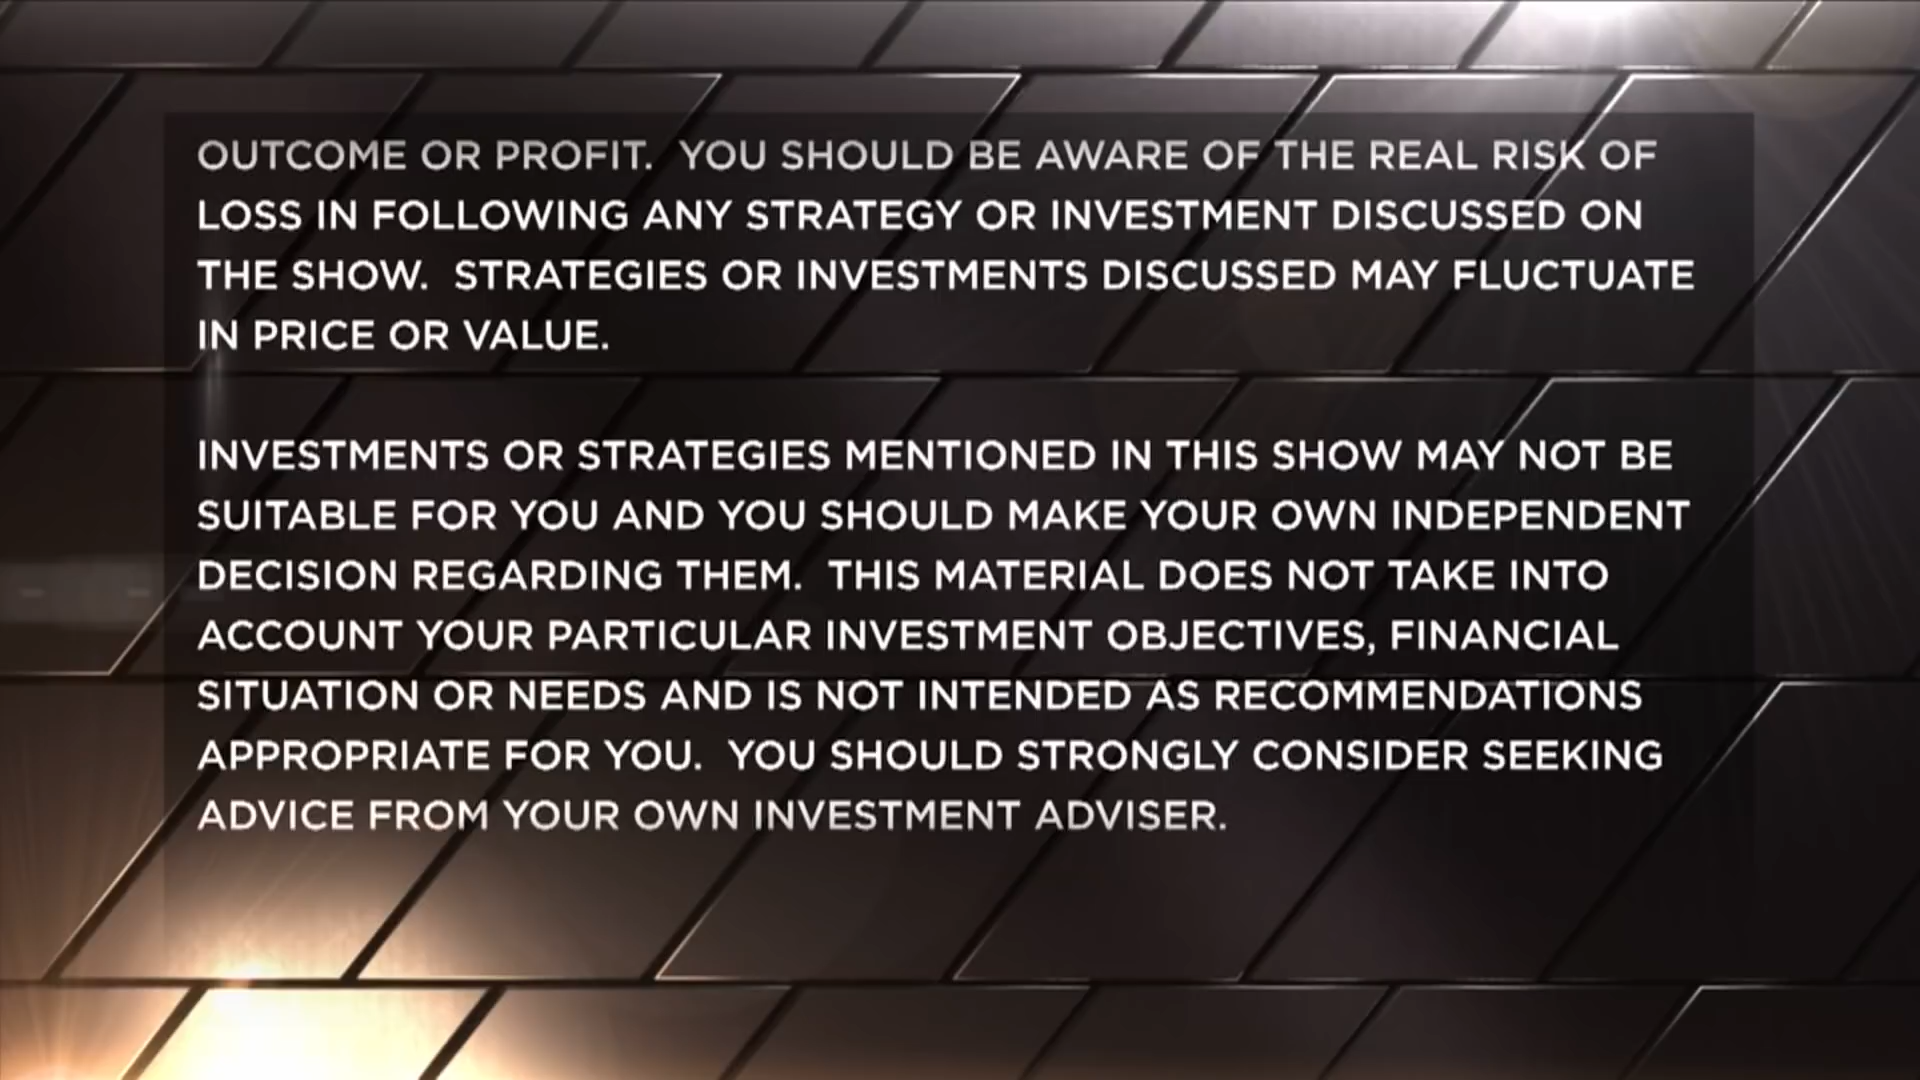 OUTCOME OR PROFIT.  YOU SHOULD BE AWARE OF THE REAL RISK OF
LOSS IN FOLLOWING ANY STRATEGY OR INVESTMENT DISCUSSED ON
THE SHOW.  STRATEGIES OR INVESTMENTS DISCUSSED MAY FLUCTUATE
IN PRICE OR VALUE.
INVESTMENTS OR STRATEGIES MENTIONED IN THIS SHOW MAY NOT BE
SUITABLE FOR YOU AND YOU SHOULD MAKE YOUR OWN INDEPENDENT
DECISION REGARDING THEM.  THIS MATERIAL DOES NOT TAKE INTO
ACCOUNT YOUR PARTICULAR INVESTMENT OBJECTIVES, FINANCIAL
SITUATION OR NEEDS AND IS NOT INTENDED AS RECOMMENDATIONS
APPROPRIATE FOR YOU.  YOU SHOULD STRONGLY CONSIDER SEEKING
ADVICE FROM YOUR OWN INVESTMENT ADVISER.